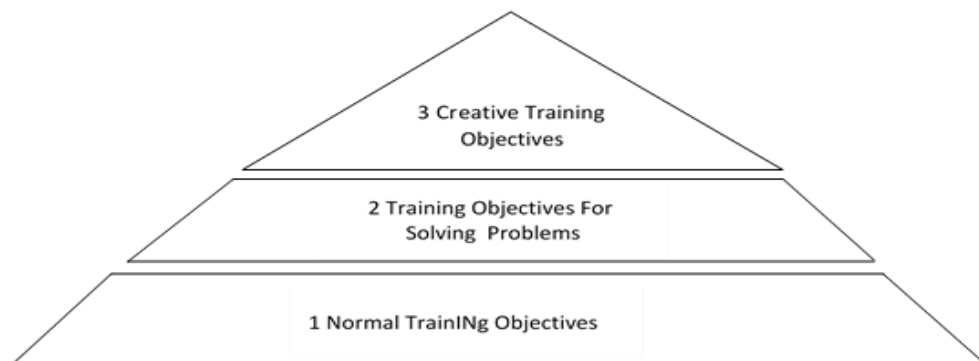 3 Creative Training
Objectives
2 Training Objectives For
Solving Problems
1 Normal TrainINg Objectives